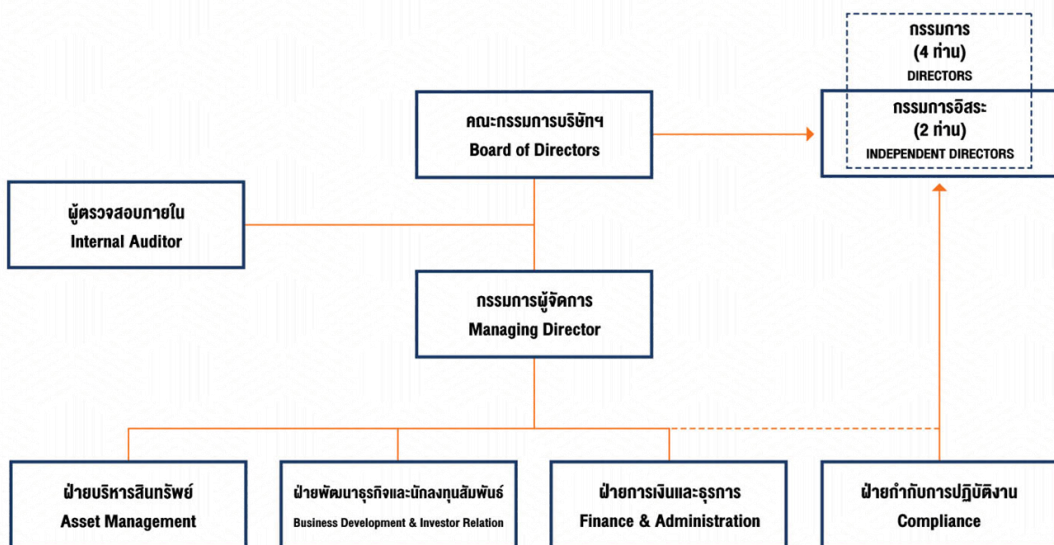 กรรมการ
(4 ท่าน)
DIRECTORS
กรรมการอิสระ
(2 ท่าน)
INDEPENDENT DIRECTORS
คณะกรรมการบริษัทฯ
Board of Directors
ผู้ตรวจสอบภายใน
Internal Auditor
กรรมการผู้จัดการ
Managing Director
ฝ่ายบริหารสินทรัพย์
Asset Management
ฝ่ายพัฒนาธุรกิจและนักลงทุนสัมพันธ์
Business Development & Investor Relation
ฝ่ายการเงินและธุรการ
Finance & Administration
ฝ่ายกำกับการปฏิบัติงาน
Compliance